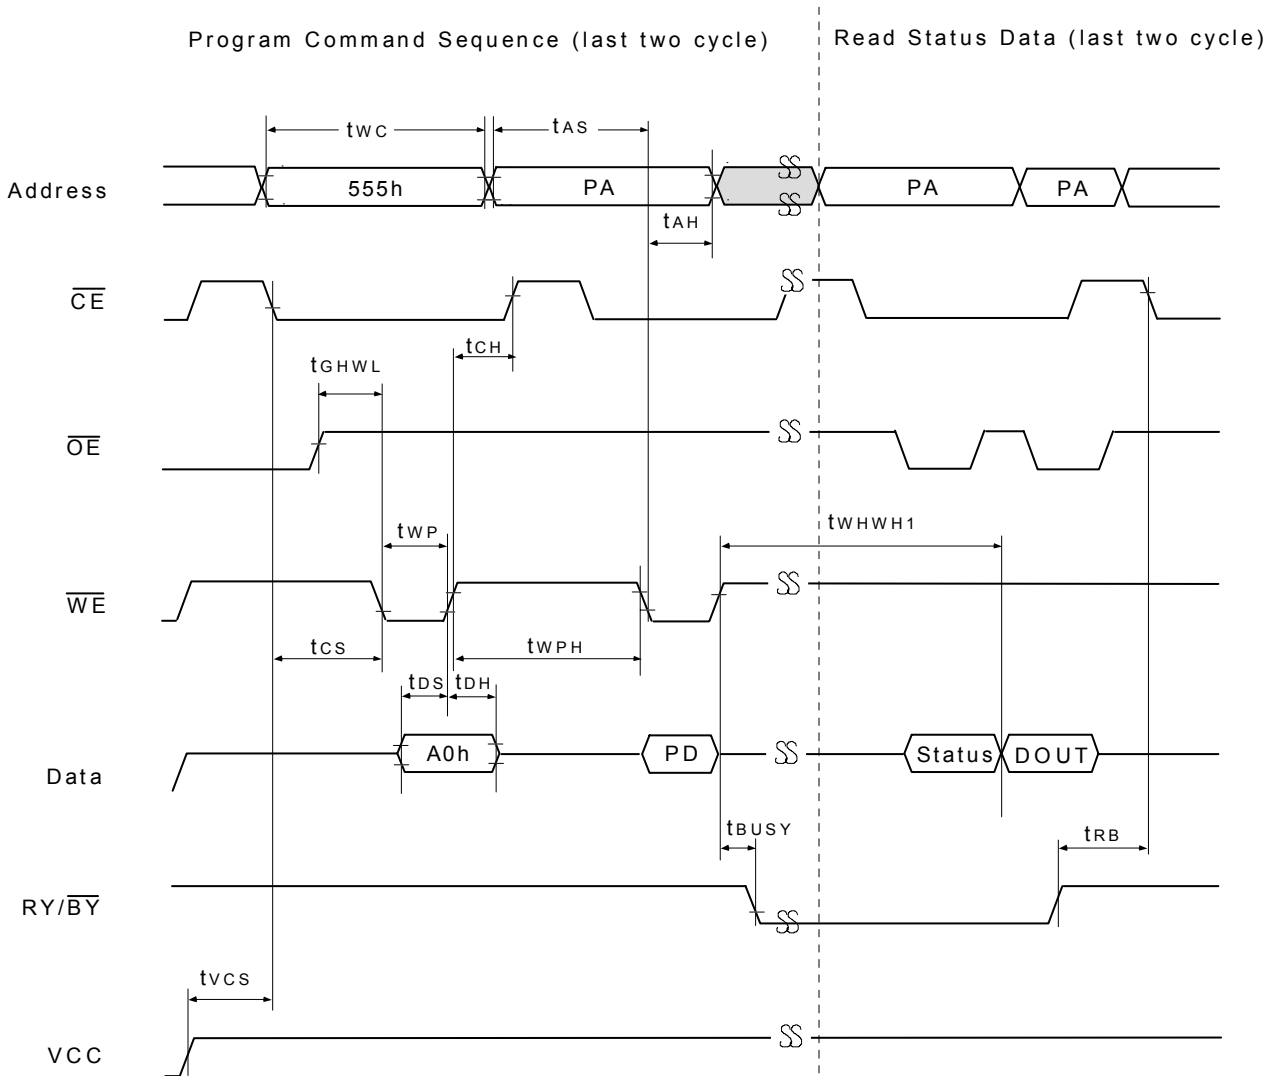 Program Command Sequence (last two cycle)
Read Status Data (last two cycle)
tWC
tAS
Address
555h
PA
PA
PA
tAH
CE
tCH
tGHWL
OE
tWP
tWHWH1
WE
tCS
tWPH
tDS
tDH
Data
A0h
PD
Status
DOUT
tBUSY
tRB
RY/BY
tVCS
VCC